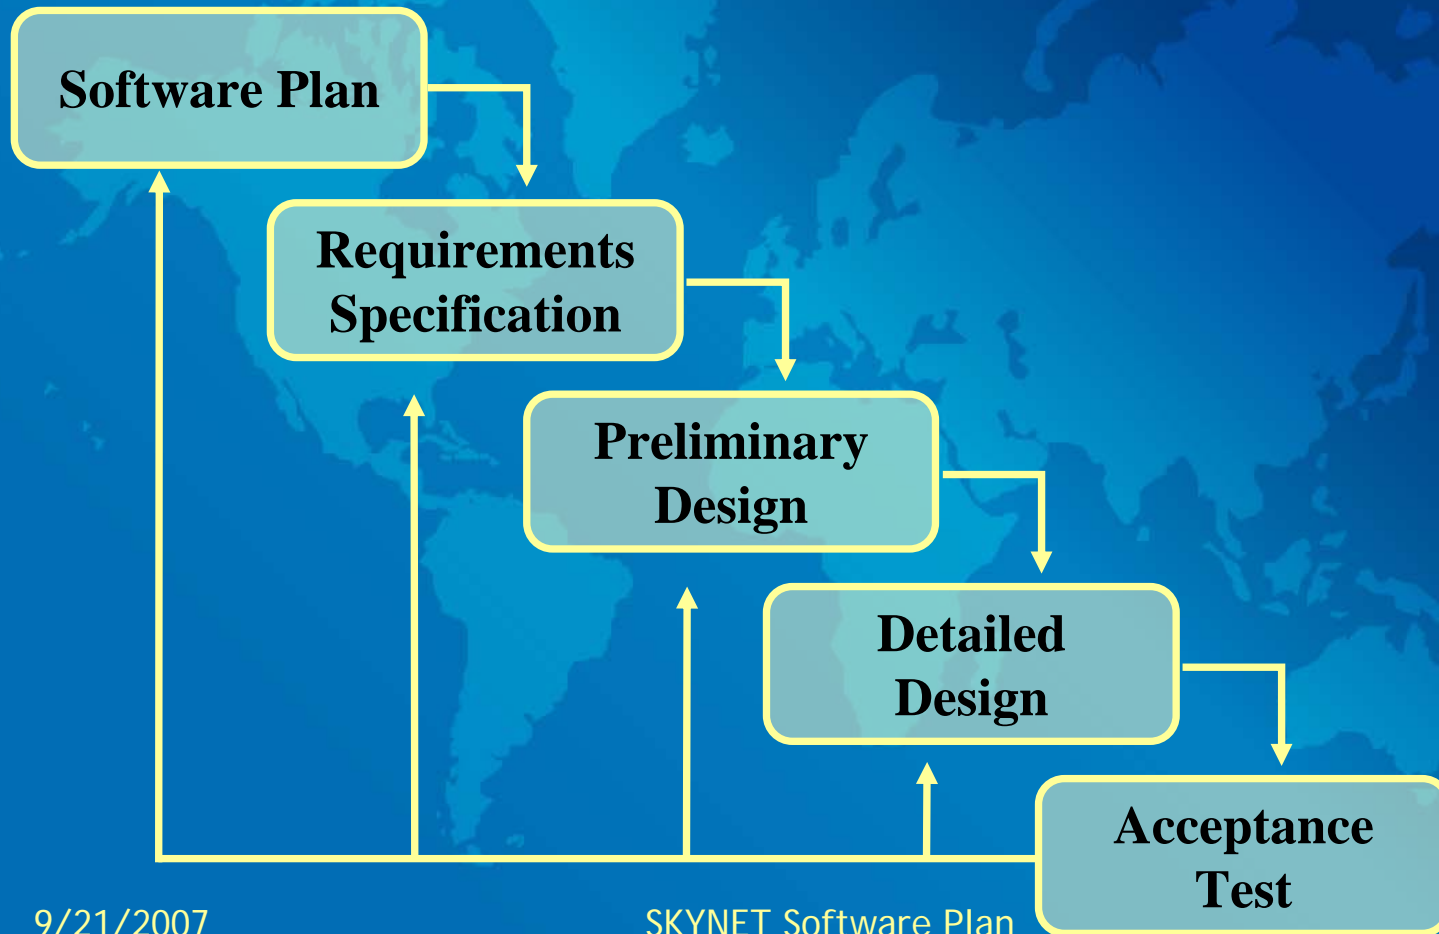 Software Plan
Requirements
Specification
Preliminary
Design
Detailed
Design
Acceptance
Test
9/21/2007
SKYNET Software Plan